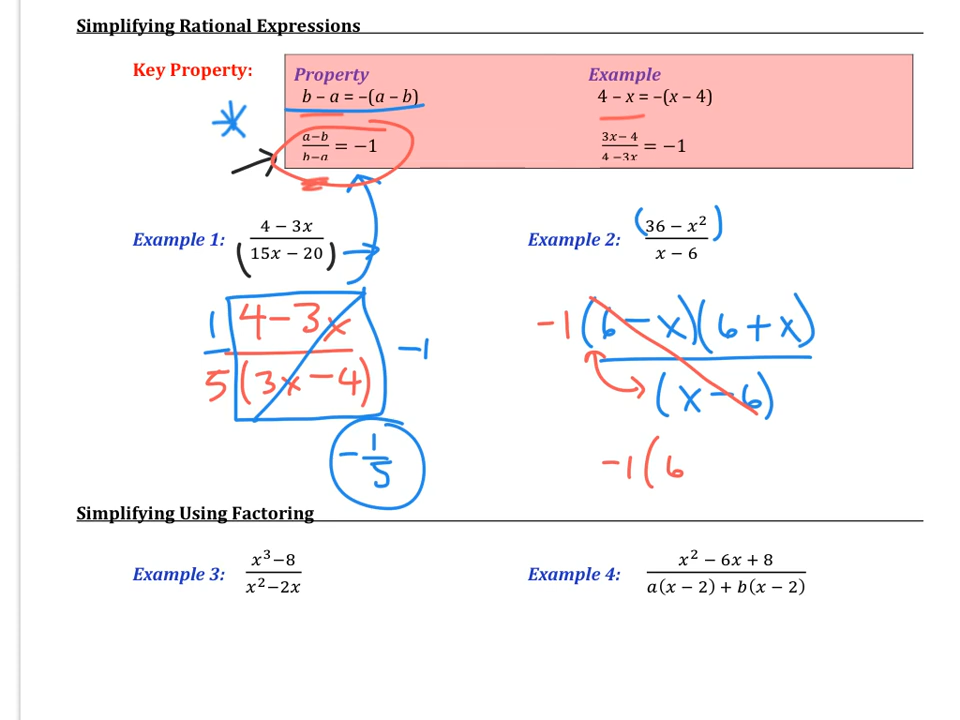 Simplifying Rational Expressions
Key Property:
Property
Example
b – a = –(a – b)
4 – x = –(x – 4)
a–b/b–a = –1
3x–4/4–3x = –1
Example 1: 4 – 3x/(15x – 20)
Example 2: (36 – x²)/x – 6
1 4 – 3x
5 (3x – 4)
–1
–1/5
–1 (6 – x)(6 + x)
(x – 6)
–1(6
Simplifying Using Factoring
Example 3: x³–8/x²–2x
Example 4: x² – 6x + 8/a(x – 2) + b(x – 2)